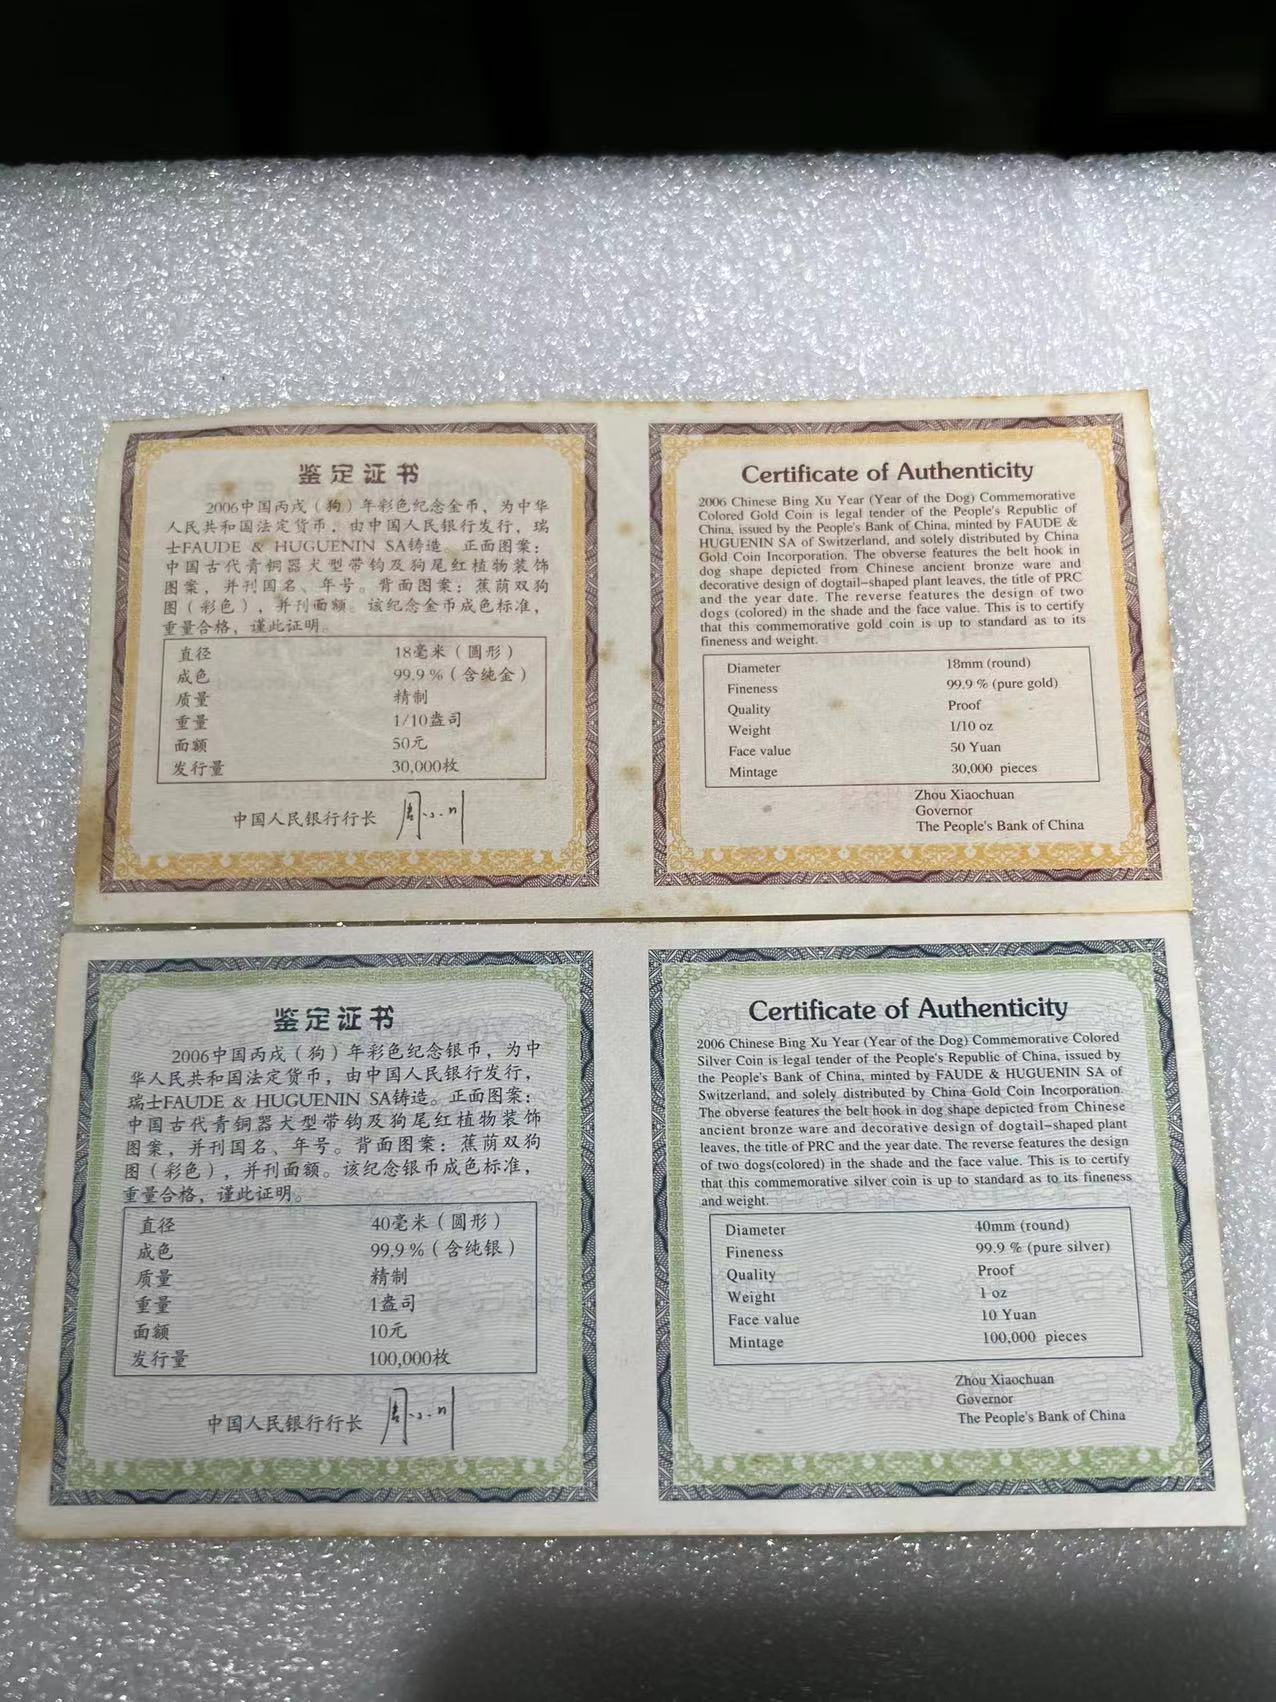 鉴定证书
2006中国丙戌（狗）年彩色纪念金币，为中华
人民共和国法定货币，由中国人民银行发行，瑞
士FAUDE & HUGUENIN SA铸造。正面图案：
中国古代青铜器犬型带钩及狗尾红植物装饰
图案，并刊国名、年号。背面图案：蕉荫双狗
图（彩色），并刊面额。该纪念金币成色标准，
重量合格，谨此证明。
直径 18毫米（圆形）
成色 99.9%（含纯金）
质量 精制
重量 1/10盎司
面额 50元
发行量 30,000枚
中国人民银行行长 周小川
Certificate of Authenticity
2006 Chinese Bing Xu Year (Year of the Dog) Commemorative
Colored Gold Coin is legal tender of the People's Republic of
China, issued by the People's Bank of China, minted by FAUDE &
HUGUENIN SA of Switzerland, and solely distributed by China
Gold Coin Incorporation. The obverse features the belt hook in
dog shape depicted from Chinese ancient bronze ware and
decorative design of dogtail-shaped plant leaves, the title of PRC
and the year date. The reverse features the design of two
dogs (colored) in the shade and the face value. This is to certify
that this commemorative gold coin is up to standard as to its
fineness and weight.
Diameter 18mm (round)
Fineness 99.9 % (pure gold)
Quality Proof
Weight 1/10 oz
Face value 50 Yuan
Mintage 30,000 pieces
Zhou Xiaochuan
Governor
The People's Bank of China
鉴定证书
2006中国丙戌（狗）年彩色纪念银币，为中
华人民共和国法定货币，由中国人民银行发行，
瑞士FAUDE & HUGUENIN SA铸造。正面图案：
中国古代青铜器犬型带钩及狗尾红植物装饰
图案，并刊国名、年号。背面图案：蕉荫双狗
图（彩色），并刊面额。该纪念银币成色标准，
重量合格，谨此证明。
直径 40毫米（圆形）
成色 99.9%（含纯银）
质量 精制
重量 1盎司
面额 10元
发行量 100,000枚
中国人民银行行长 周小川
Certificate of Authenticity
2006 Chinese Bing Xu Year (Year of the Dog) Commemorative Colored
Silver Coin is legal tender of the People's Republic of China, issued by
the People's Bank of China, minted by FAUDE & HUGUENIN SA of
Switzerland, and solely distributed by China Gold Coin Incorporation.
The obverse features the belt hook in dog shape depicted from Chinese
ancient bronze ware and decorative design of dogtail-shaped plant
leaves, the title of PRC and the year date. The reverse features the design
of two dogs(colored) in the shade and the face value. This is to certify
that this commemorative silver coin is up to standard as to its fineness
and weight.
Diameter 40mm (round)
Fineness 99.9 % (pure silver)
Quality Proof
Weight 1 oz
Face value 10 Yuan
Mintage 100,000 pieces
Zhou Xiaochuan
Governor
The People's Bank of China